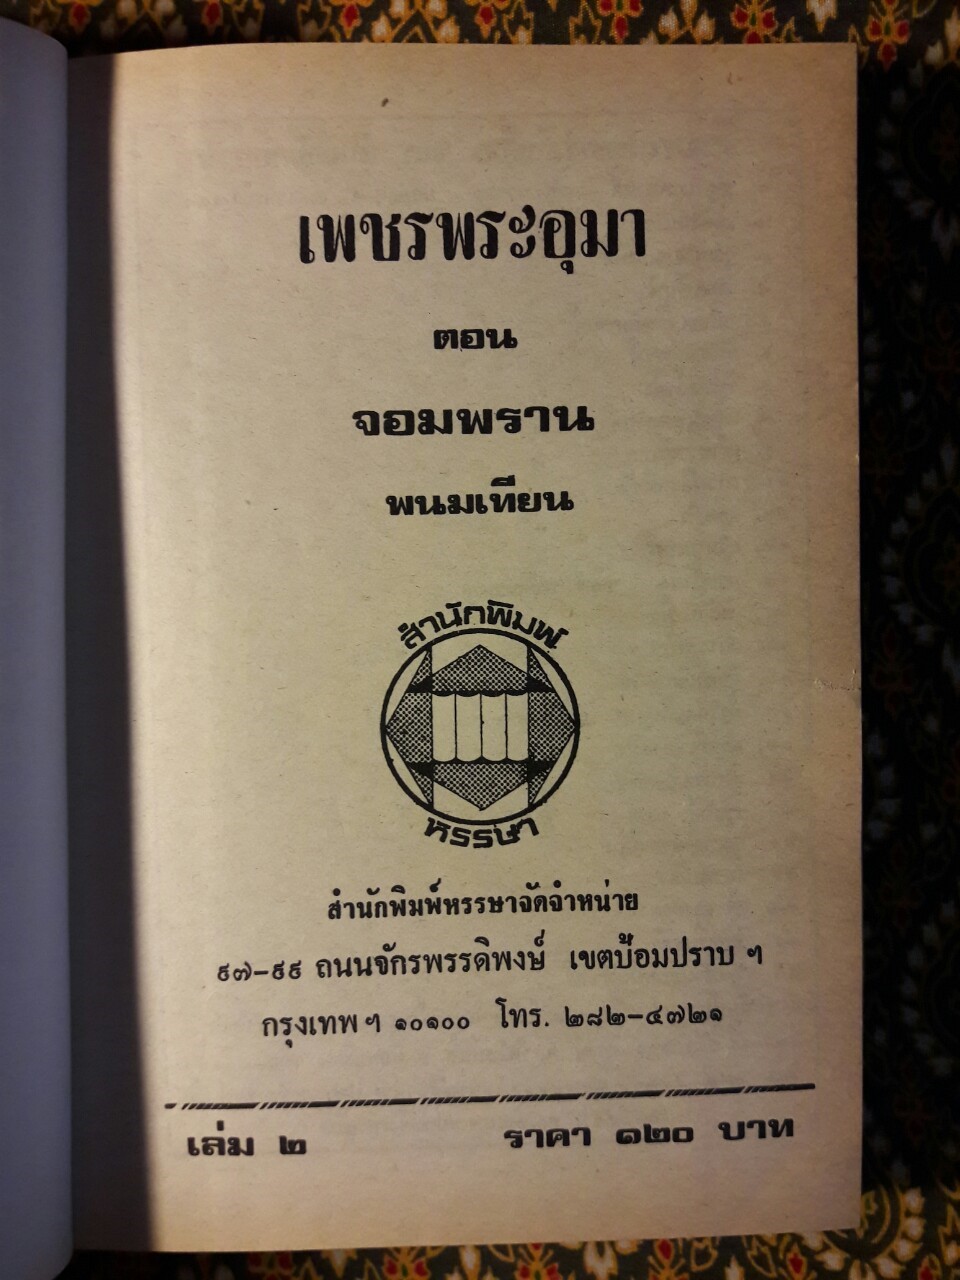 เพชรพระอุมา
ตอน
จอมพราน
พนมเทียน
สำนักพิมพ์
หรรษา
สำนักพิมพ์หรรษาจัดจำหน่าย
๙๗-๙๙ ถนนจักรพรรดิพงษ์ เขตป้อมปราบ ฯ
กรุงเทพ ฯ ๑๐๑๐๐ โทร. ๒๘๒-๔๗๒๑
เล่ม ๒ ราคา ๑๒๐ บาท